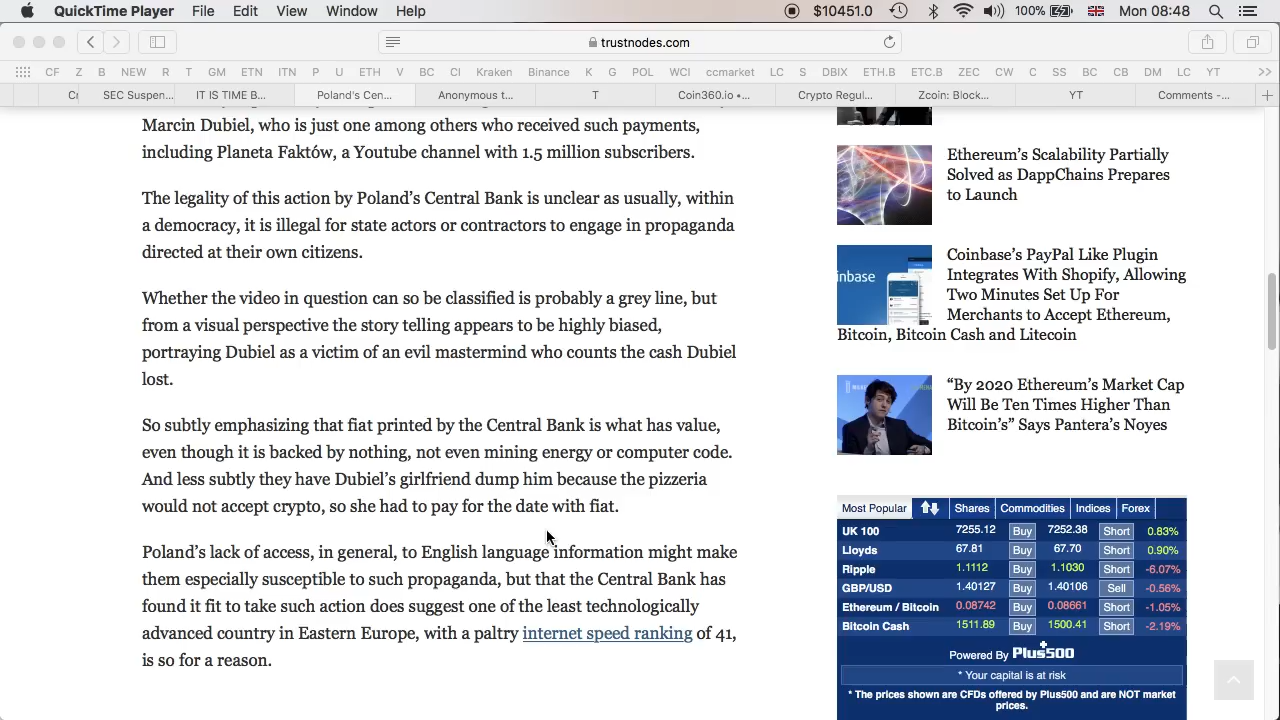 QuickTime Player File Edit View Window Help $10451.0 100% Mon 08:48
trustnodes.com
CF Z B NEW R T GM ETN ITN P U ETH V BC CI Kraken Binance K G POL WCI ccmarket LC S DBIX ETH.B ETC.B ZEC CW C SS BC CB DM LC YT >>
SEC Suspen... IT IS TIME B... Poland's Cen... Anonymous t... T Coin360.io •... Crypto Regul... Zcoin: Block... YT Comments -... +
Marcin Dubiel, who is just one among others who received such payments,
including Planeta Faktów, a Youtube channel with 1.5 million subscribers.
The legality of this action by Poland's Central Bank is unclear as usually, within
a democracy, it is illegal for state actors or contractors to engage in propaganda
directed at their own citizens.
Whether the video in question can so be classified is probably a grey line, but
from a visual perspective the story telling appears to be highly biased,
portraying Dubiel as a victim of an evil mastermind who counts the cash Dubiel
lost.
So subtly emphasizing that fiat printed by the Central Bank is what has value,
even though it is backed by nothing, not even mining energy or computer code.
And less subtly they have Dubiel's girlfriend dump him because the pizzeria
would not accept crypto, so she had to pay for the date with fiat.
Poland's lack of access, in general, to English language information might make
them especially susceptible to such propaganda, but that the Central Bank has
found it fit to take such action does suggest one of the least technologically
advanced country in Eastern Europe, with a paltry internet speed ranking of 41,
is so for a reason.
Ethereum's Scalability Partially
Solved as DappChains Prepares
to Launch
inbase
Coinbase's PayPal Like Plugin
Integrates With Shopify, Allowing
Two Minutes Set Up For
Merchants to Accept Ethereum,
Bitcoin, Bitcoin Cash and Litecoin
"By 2020 Ethereum's Market Cap
Will Be Ten Times Higher Than
Bitcoin's" Says Pantera's Noyes
Most Popular Shares Commodities Indices Forex
UK 100 7255.12 Buy 7252.38 Short 0.83%
Lloyds 67.81 Buy 67.70 Short 0.90%
Ripple 1.1112 Buy 1.1030 Short -6.07%
GBP/USD 1.40127 Buy 1.40106 Sell -0.56%
Ethereum / Bitcoin 0.08742 Buy 0.08661 Short -1.05%
Bitcoin Cash 1511.89 Buy 1500.41 Short -2.19%
Powered By Plus500
* Your capital is at risk
* The prices shown are CFDs offered by Plus500 and are NOT market
prices.